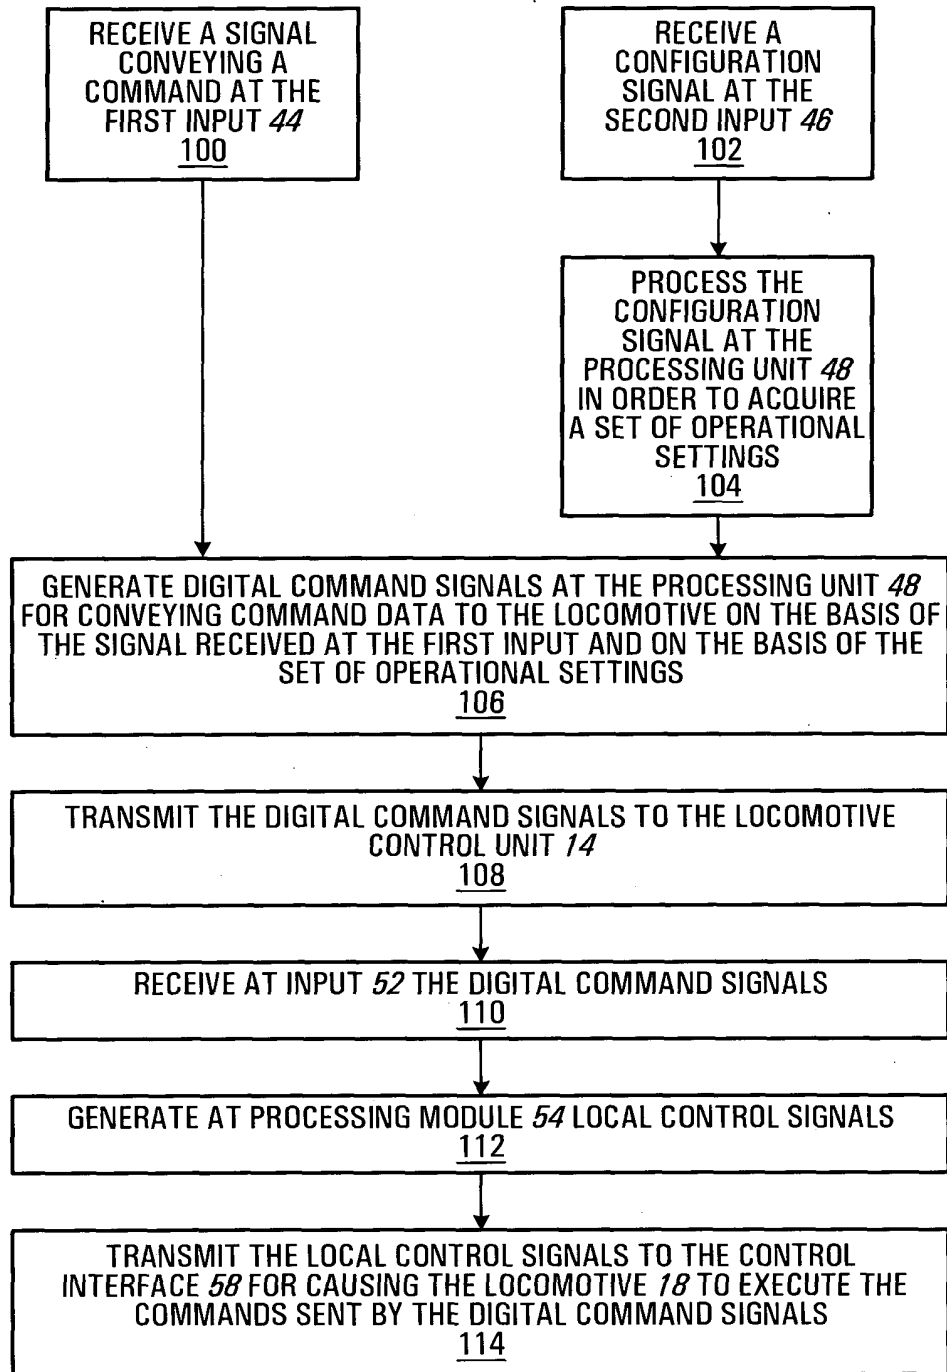 RECEIVE A SIGNAL
CONVEYING A
COMMAND AT THE
FIRST INPUT 44
100
RECEIVE A
CONFIGURATION
SIGNAL AT THE
SECOND INPUT 46
102
PROCESS THE
CONFIGURATION
SIGNAL AT THE
PROCESSING UNIT 48
IN ORDER TO ACQUIRE
A SET OF OPERATIONAL
SETTINGS
104
GENERATE DIGITAL COMMAND SIGNALS AT THE PROCESSING UNIT 48
FOR CONVEYING COMMAND DATA TO THE LOCOMOTIVE ON THE BASIS OF
THE SIGNAL RECEIVED AT THE FIRST INPUT AND ON THE BASIS OF THE
SET OF OPERATIONAL SETTINGS
106
TRANSMIT THE DIGITAL COMMAND SIGNALS TO THE LOCOMOTIVE
CONTROL UNIT 14
108
RECEIVE AT INPUT 52 THE DIGITAL COMMAND SIGNALS
110
GENERATE AT PROCESSING MODULE 54 LOCAL CONTROL SIGNALS
112
TRANSMIT THE LOCAL CONTROL SIGNALS TO THE CONTROL
INTERFACE 58 FOR CAUSING THE LOCOMOTIVE 18 TO EXECUTE THE
COMMANDS SENT BY THE DIGITAL COMMAND SIGNALS
114